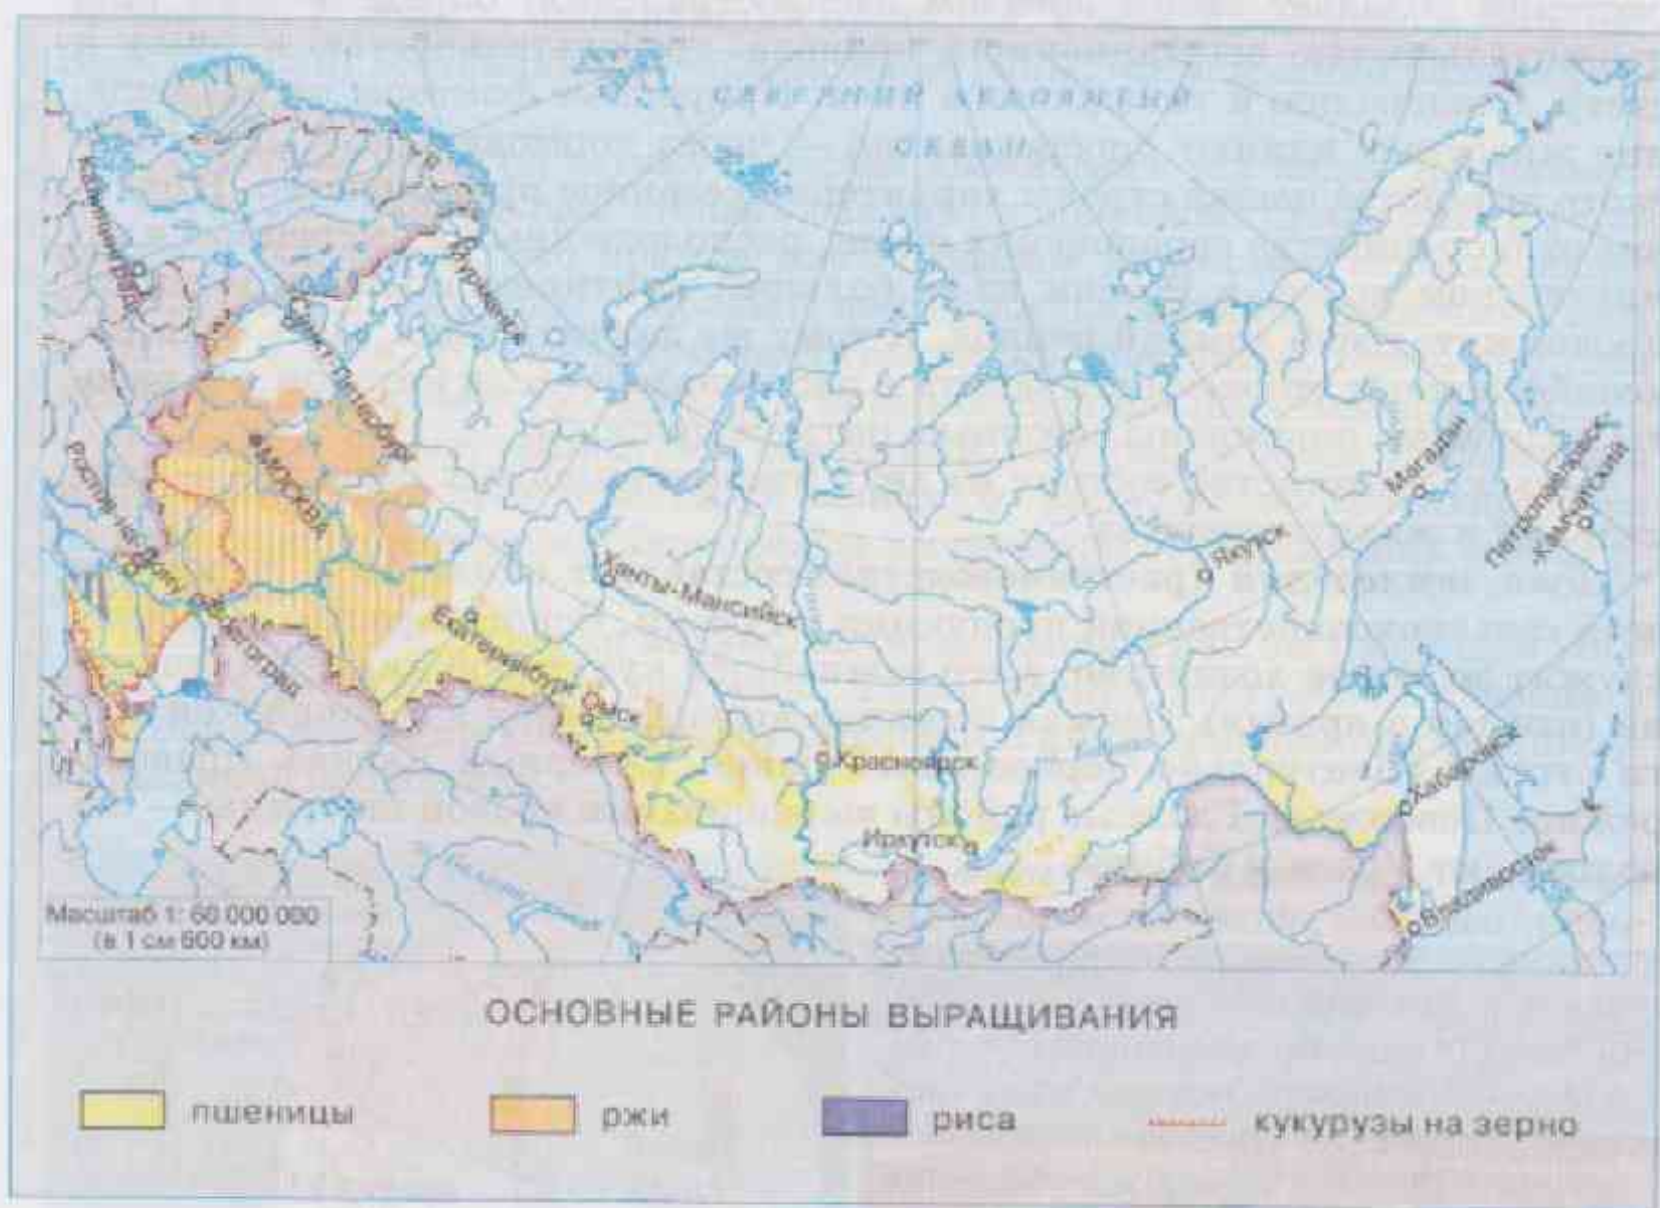 СЕВЕРНЫЙ ЛЕДОВИТЫЙ
ОКЕАН
Калининград
Мурманск
Санкт-Петербург
МОСКВА
Ростов-на-Дону
Волгоград
Екатеринбург
Ханты-Мансийск
Омск
Красноярск
Иркутск
Якутск
Магадан
Петропавловск-
-Камчатский
Хабаровск
Владивосток
Масштаб 1: 60 000 000
(в 1 см 600 км)
ОСНОВНЫЕ РАЙОНЫ ВЫРАЩИВАНИЯ
пшеницы
ржи
риса
кукурузы на зерно